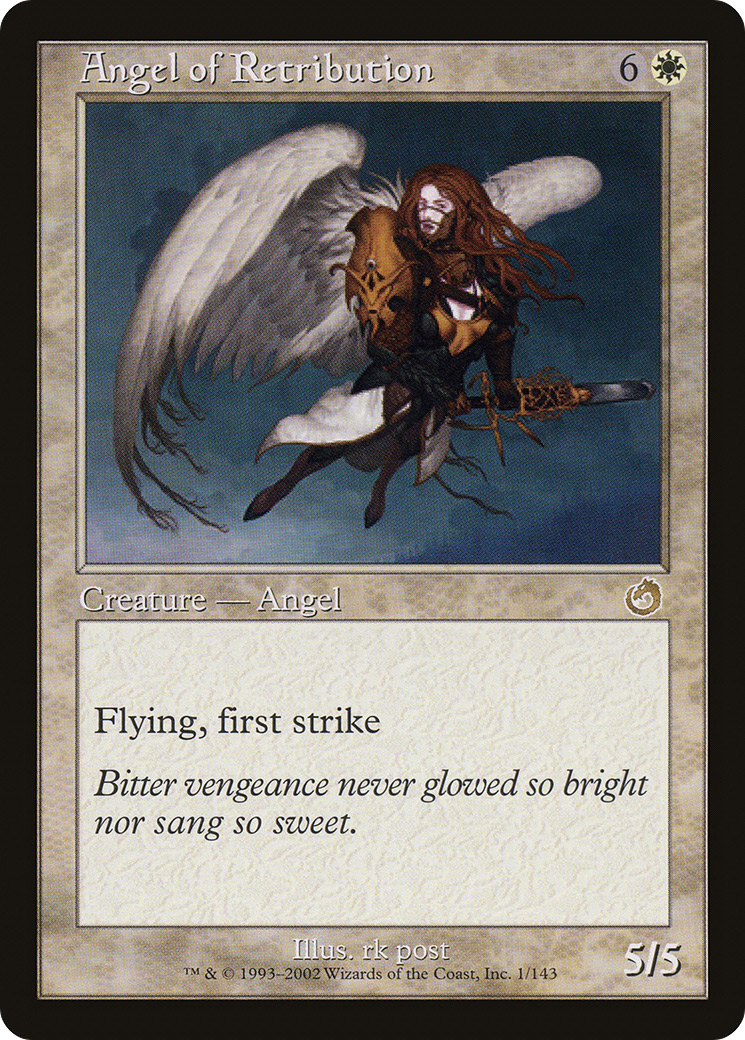 Angel of Retribution 6
Creature — Angel
Flying, first strike
Bitter vengeance never glowed so bright
nor sang so sweet.
Illus. rk post
™ & © 1993–2002 Wizards of the Coast, Inc. 1/143
5/5